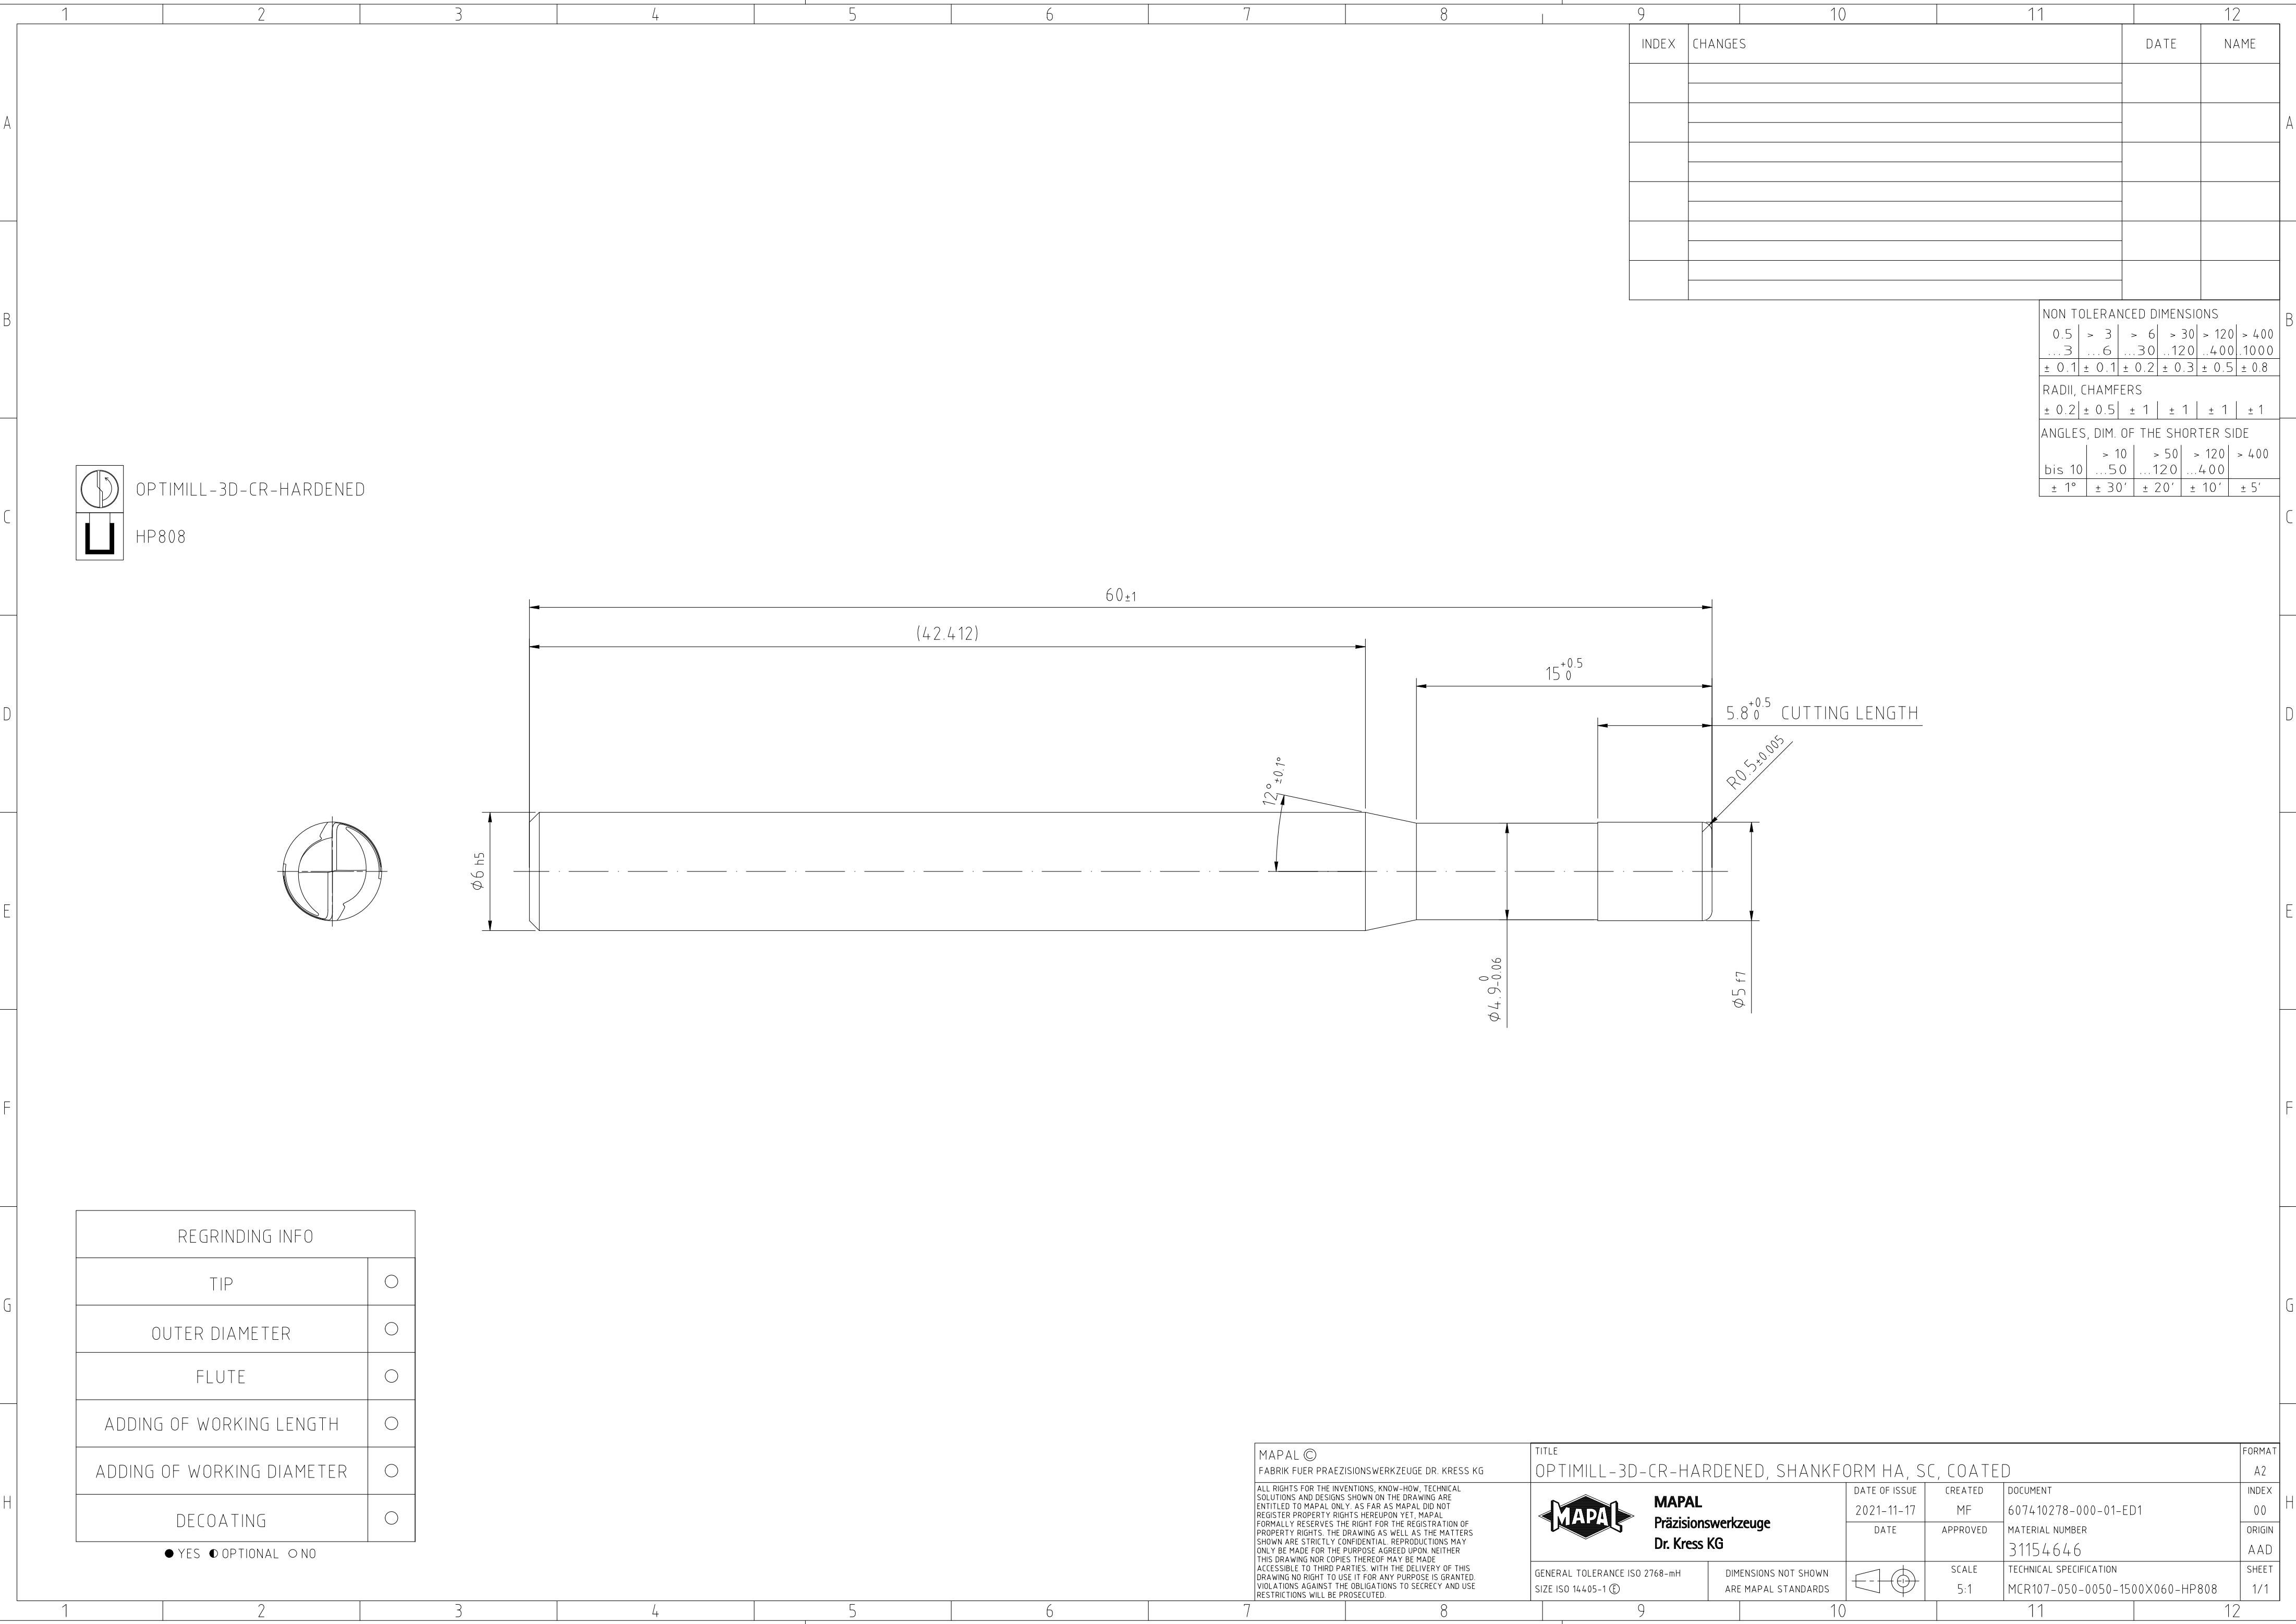 1 2 3 4 5 6 7 8 9 10 11 12
INDEX CHANGES DATE NAME
A A
B B
NON TOLERANCED DIMENSIONS
0.5 > 3 > 6 > 30 > 120 > 400
...3 ...6 ...30 ..120 ..400 .1000
± 0.1 ± 0.1 ± 0.2 ± 0.3 ± 0.5 ± 0.8
RADII, CHAMFERS
± 0.2 ± 0.5 ± 1 ± 1 ± 1 ± 1
ANGLES, DIM. OF THE SHORTER SIDE
> 10 > 50 > 120 > 400
bis 10 ...50 ...120 ...400
± 1° ± 30' ± 20' ± 10' ± 5'
OPTIMILL-3D-CR-HARDENED
C C
HP808
60±1
(42.412)
15 +0.5 0
D D
5.8 +0.5 0 CUTTING LENGTH
R0.5±0.005
12° ±0.1°
Ø6 h5
E E
Ø4.9 0 -0.06
Ø5 f7
F F
REGRINDING INFO
TIP
G G
OUTER DIAMETER
FLUTE
ADDING OF WORKING LENGTH
ADDING OF WORKING DIAMETER
DECOATING
● YES ◐ OPTIONAL ○ NO
H H
MAPAL ©
FABRIK FUER PRAEZISIONSWERKZEUGE DR. KRESS KG
ALL RIGHTS FOR THE INVENTIONS, KNOW-HOW, TECHNICAL
SOLUTIONS AND DESIGNS SHOWN ON THE DRAWING ARE
ENTITLED TO MAPAL ONLY. AS FAR AS MAPAL DID NOT
REGISTER PROPERTY RIGHTS HEREUPON YET, MAPAL
FORMALLY RESERVES THE RIGHT FOR THE REGISTRATION OF
PROPERTY RIGHTS. THE DRAWING AS WELL AS THE MATTERS
SHOWN ARE STRICTLY CONFIDENTIAL. REPRODUCTIONS MAY
ONLY BE MADE FOR THE PURPOSE AGREED UPON. NEITHER
THIS DRAWING NOR COPIES THEREOF MAY BE MADE
ACCESSIBLE TO THIRD PARTIES. WITH THE DELIVERY OF THIS
DRAWING NO RIGHT TO USE IT FOR ANY PURPOSE IS GRANTED.
VIOLATIONS AGAINST THE OBLIGATIONS TO SECRECY AND USE
RESTRICTIONS WILL BE PROSECUTED.
TITLE
OPTIMILL-3D-CR-HARDENED, SHANKFORM HA, SC, COATED
FORMAT
A2
MAPAL
MAPAL
Präzisionswerkzeuge
Dr. Kress KG
DATE OF ISSUE CREATED DOCUMENT INDEX
2021-11-17 MF 607410278-000-01-ED1 00
DATE APPROVED MATERIAL NUMBER ORIGIN
31154646 AAD
GENERAL TOLERANCE ISO 2768-mH
SIZE ISO 14405-1 Ⓔ
DIMENSIONS NOT SHOWN
ARE MAPAL STANDARDS
SCALE TECHNICAL SPECIFICATION SHEET
5:1 MCR107-050-0050-1500X060-HP808 1/1
1 2 3 4 5 6 7 8 9 10 11 12